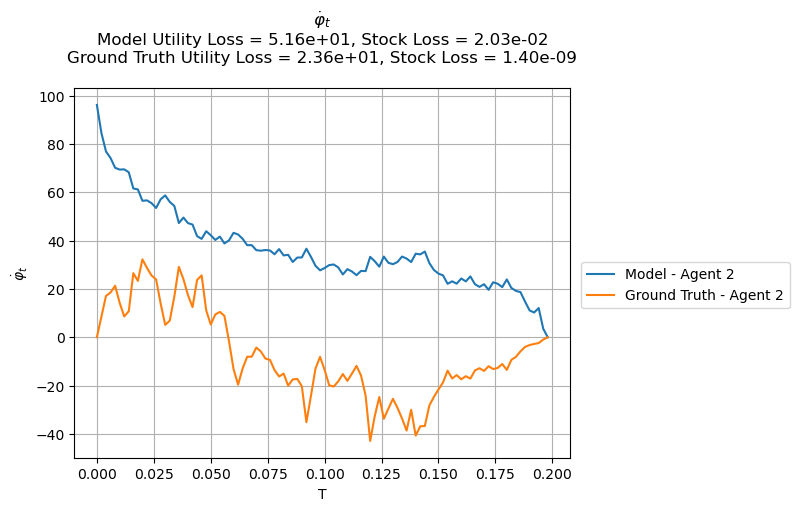 φ̇ₜ
Model Utility Loss = 5.16e+01, Stock Loss = 2.03e-02
Ground Truth Utility Loss = 2.36e+01, Stock Loss = 1.40e-09
100
80
60
40
20
0
−20
−40
φ̇ₜ
0.000
0.025
0.050
0.075
0.100
0.125
0.150
0.175
0.200
T
Model - Agent 2
Ground Truth - Agent 2